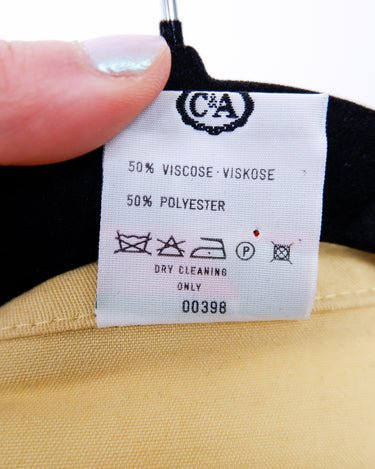 C&A
50% VISCOSE - VISKOSE
50% POLYESTER
P
DRY CLEANING
ONLY
00398